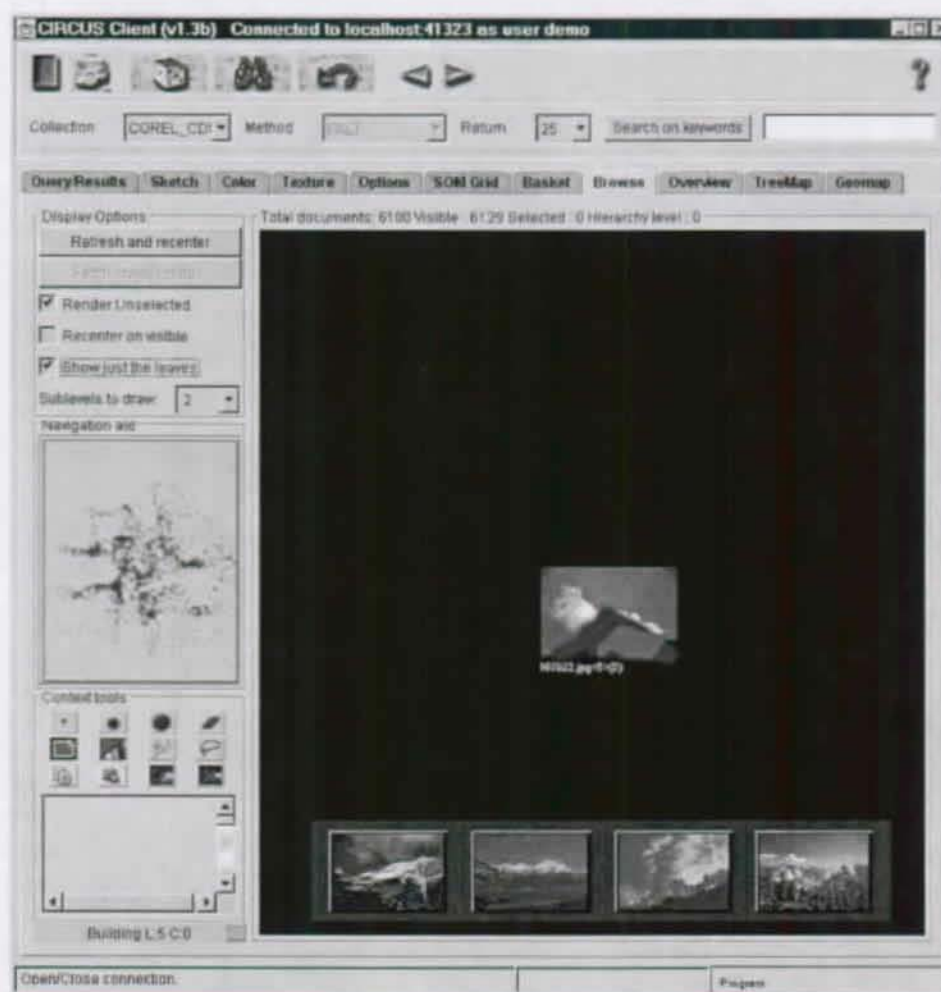 CIRCUS Client (v1.3b) Connected to localhost:41323 as user demo
Collection COREL_CDI Method Return 25 Search on keywords
Query/Results Sketch Color Texture Options SOM Grid Basket Browse Overview TreeMap Geomap
Display Options
Total documents: 6100 Visible : 6129 Selected : 0 Hierarchy level : 0
Refresh and recenter
Render Unselected
Recenter on visible
Show just the leaves
Sublevels to draw: 2
Navigation aid
Context tools
Building L:5 C:0
Open/Close connection.
Progress